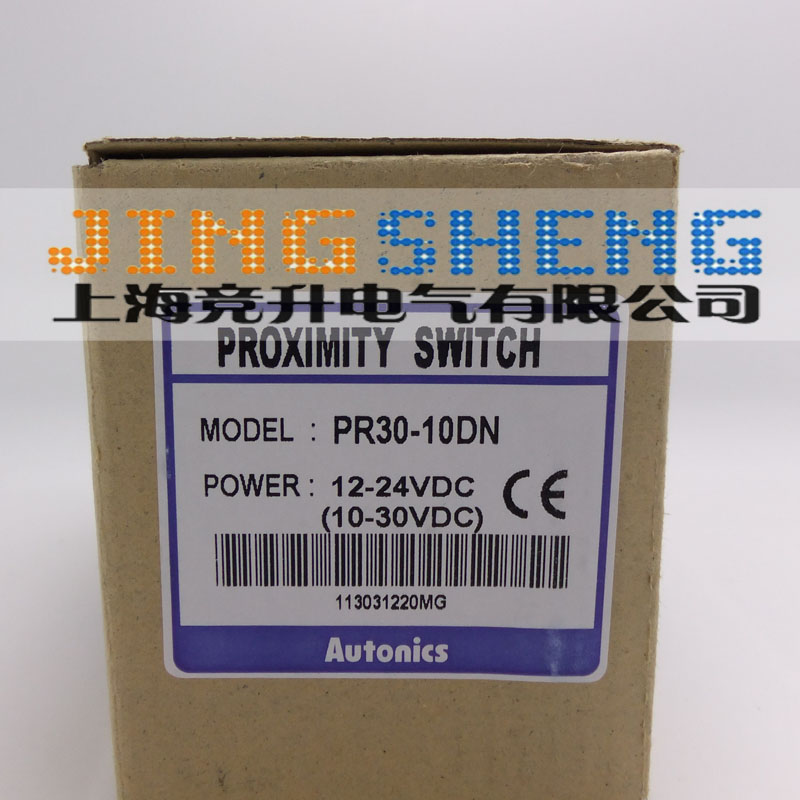 JINGSHENG
上海竞升电气有限公司
PROXIMITY SWITCH
MODEL : PR30-10DN
POWER : 12-24VDC
(10-30VDC)
CE
113031220MG
Autonics